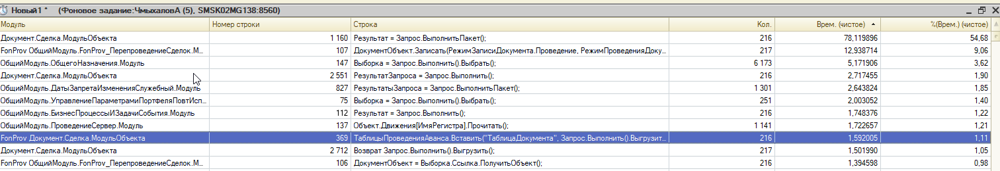 Новый1 * (Фоновое задание:ЧмыхаловА (5), SMSK02MG138:8560)
Модуль Номер строки Строка Кол. Врем. (чистое) %(Врем.) (чистое)
Документ.Сделка.МодульОбъекта 1 160 Результат = Запрос.ВыполнитьПакет(); 216 78,119896 54,68
FonProv ОбщийМодуль.FonProv_ПерепроведениеСделок.М... 107 ДокументОбъект.Записать(РежимЗаписиДокумента.Проведение, РежимПроведенияДоку... 217 12,938714 9,06
ОбщийМодуль.ОбщегоНазначения.Модуль 147 Выборка = Запрос.Выполнить().Выбрать(); 6 173 5,171906 3,62
Документ.Сделка.МодульОбъекта 2 551 РезультатЗапроса = Запрос.Выполнить(); 216 2,717455 1,90
ОбщийМодуль.ДатыЗапретаИзмененияСлужебный.Модуль 827 РезультатыЗапроса = Запрос.ВыполнитьПакет(); 1 301 2,643824 1,85
ОбщийМодуль.УправлениеПараметрамиПортфеляПовтИсп... 75 Выборка = Запрос.Выполнить().Выбрать(); 251 2,003052 1,40
ОбщийМодуль.БизнесПроцессыИЗадачиСобытия.Модуль 112 Результат = Запрос.Выполнить(); 216 1,748376 1,22
ОбщийМодуль.ПроведениеСервер.Модуль 137 Объект.Движения[ИмяРегистра].Прочитать(); 1 141 1,722657 1,21
FonProv Документ.Сделка.МодульОбъекта 369 ТаблицыПроведенияАванса.Вставить("ТаблицаДокумента", Запрос.Выполнить().Выгрузит... 216 1,592005 1,11
Документ.Сделка.МодульОбъекта 2 712 Возврат Запрос.Выполнить().Выгрузить(); 217 1,501990 1,05
FonProv ОбщийМодуль.FonProv_ПерепроведениеСделок.М... 106 ДокументОбъект = Выборка.Ссылка.ПолучитьОбъект(); 216 1,394598 0,98